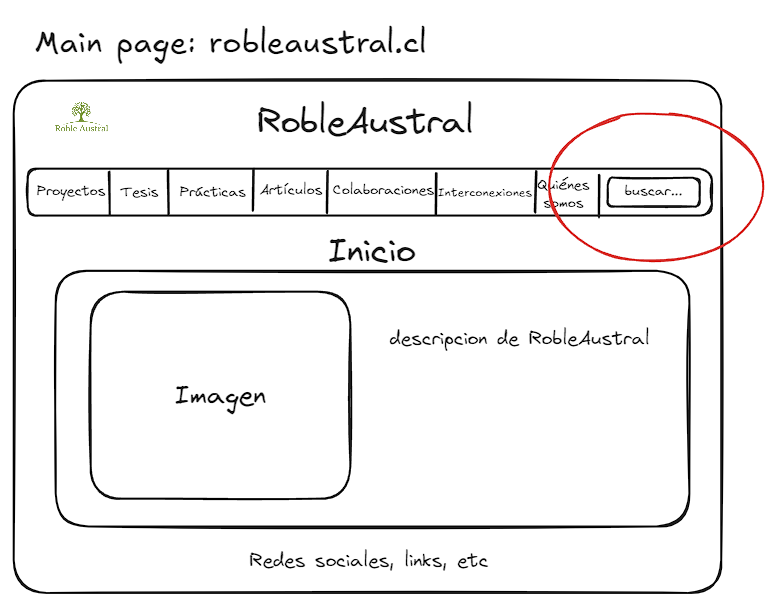 Main page: robleaustral.cl
Roble Austral
RobleAustral
Proyectos
Tesis
Prácticas
Artículos
Colaboraciones
Interconexiones
Quiénes
somos
buscar...
Inicio
Imagen
descripcion de RobleAustral
Redes sociales, links, etc